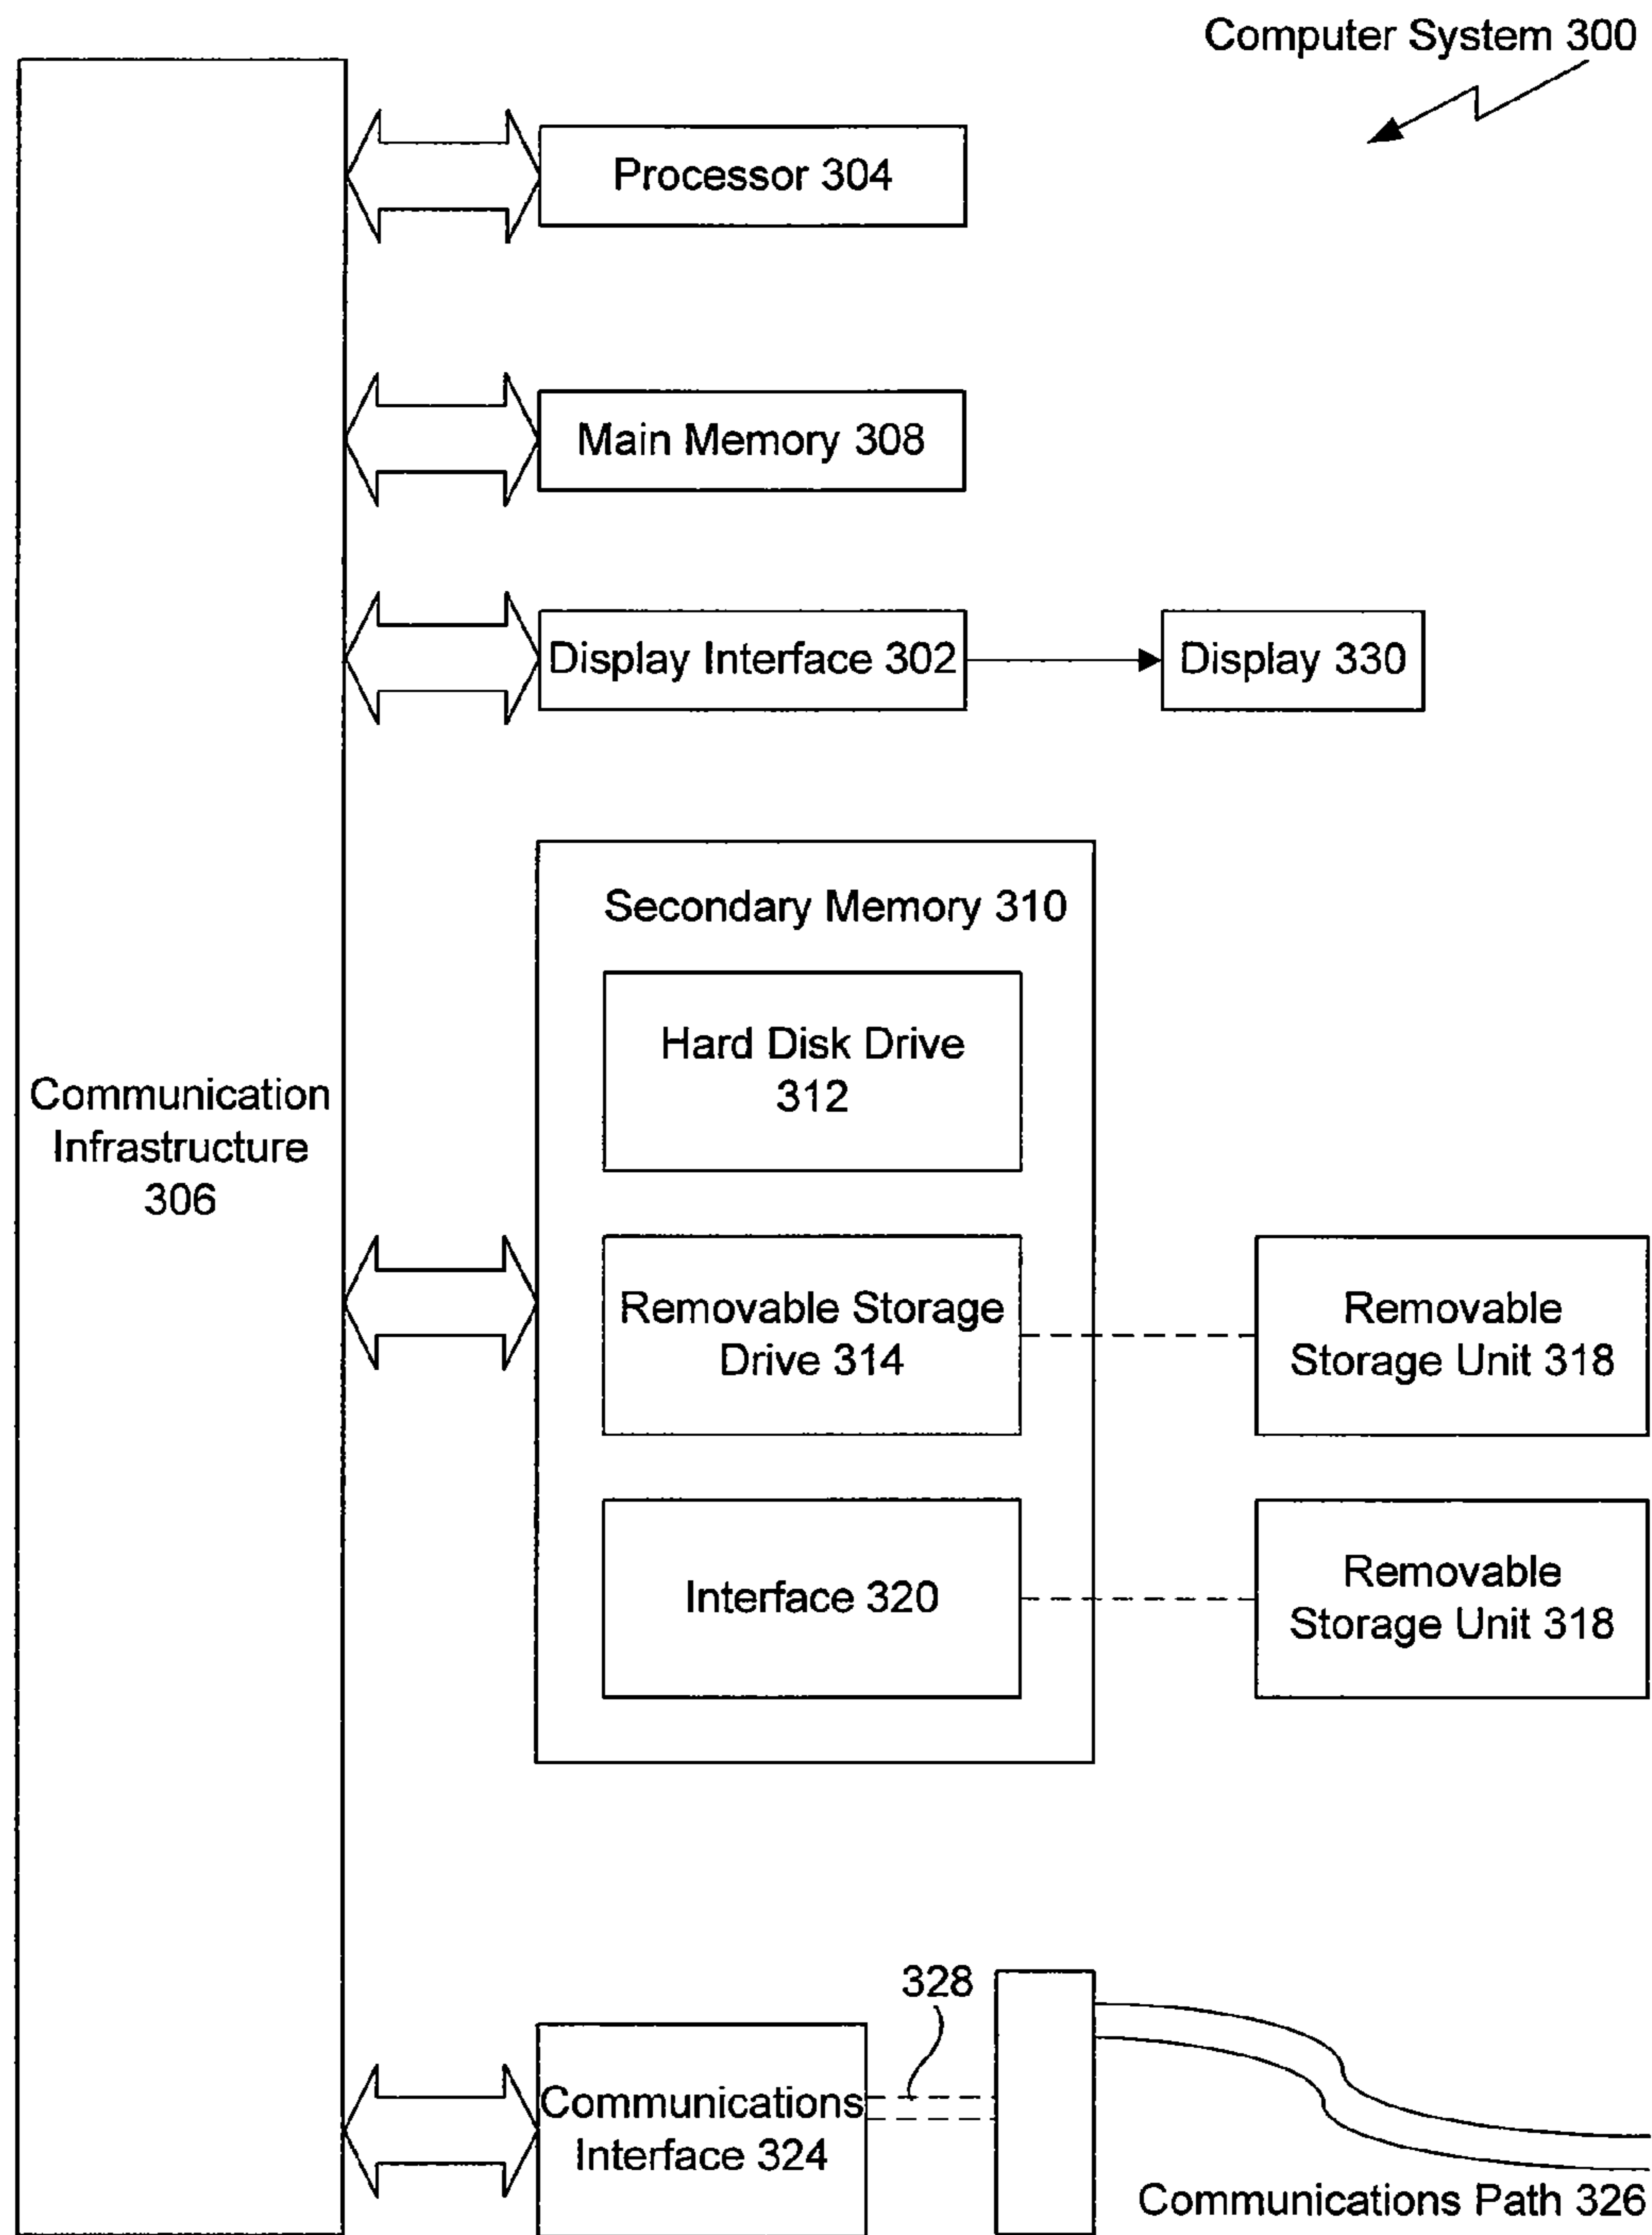 Computer System 300
Processor 304
Main Memory 308
Display Interface 302
Display 330
Secondary Memory 310
Hard Disk Drive
312
Communication
Infrastructure
306
Removable Storage
Drive 314
Removable
Storage Unit 318
Interface 320
Removable
Storage Unit 318
328
Communications
Interface 324
Communications Path 326